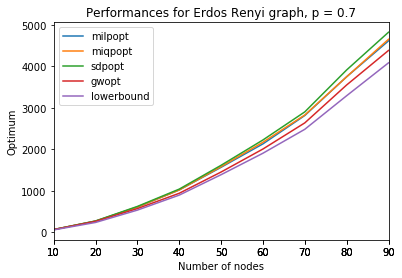 Performances for Erdos Renyi graph, p = 0.7
milpopt
miqpopt
sdpopt
gwopt
lowerbound
Optimum
5000
4000
3000
2000
1000
0
10 20 30 40 50 60 70 80 90
Number of nodes